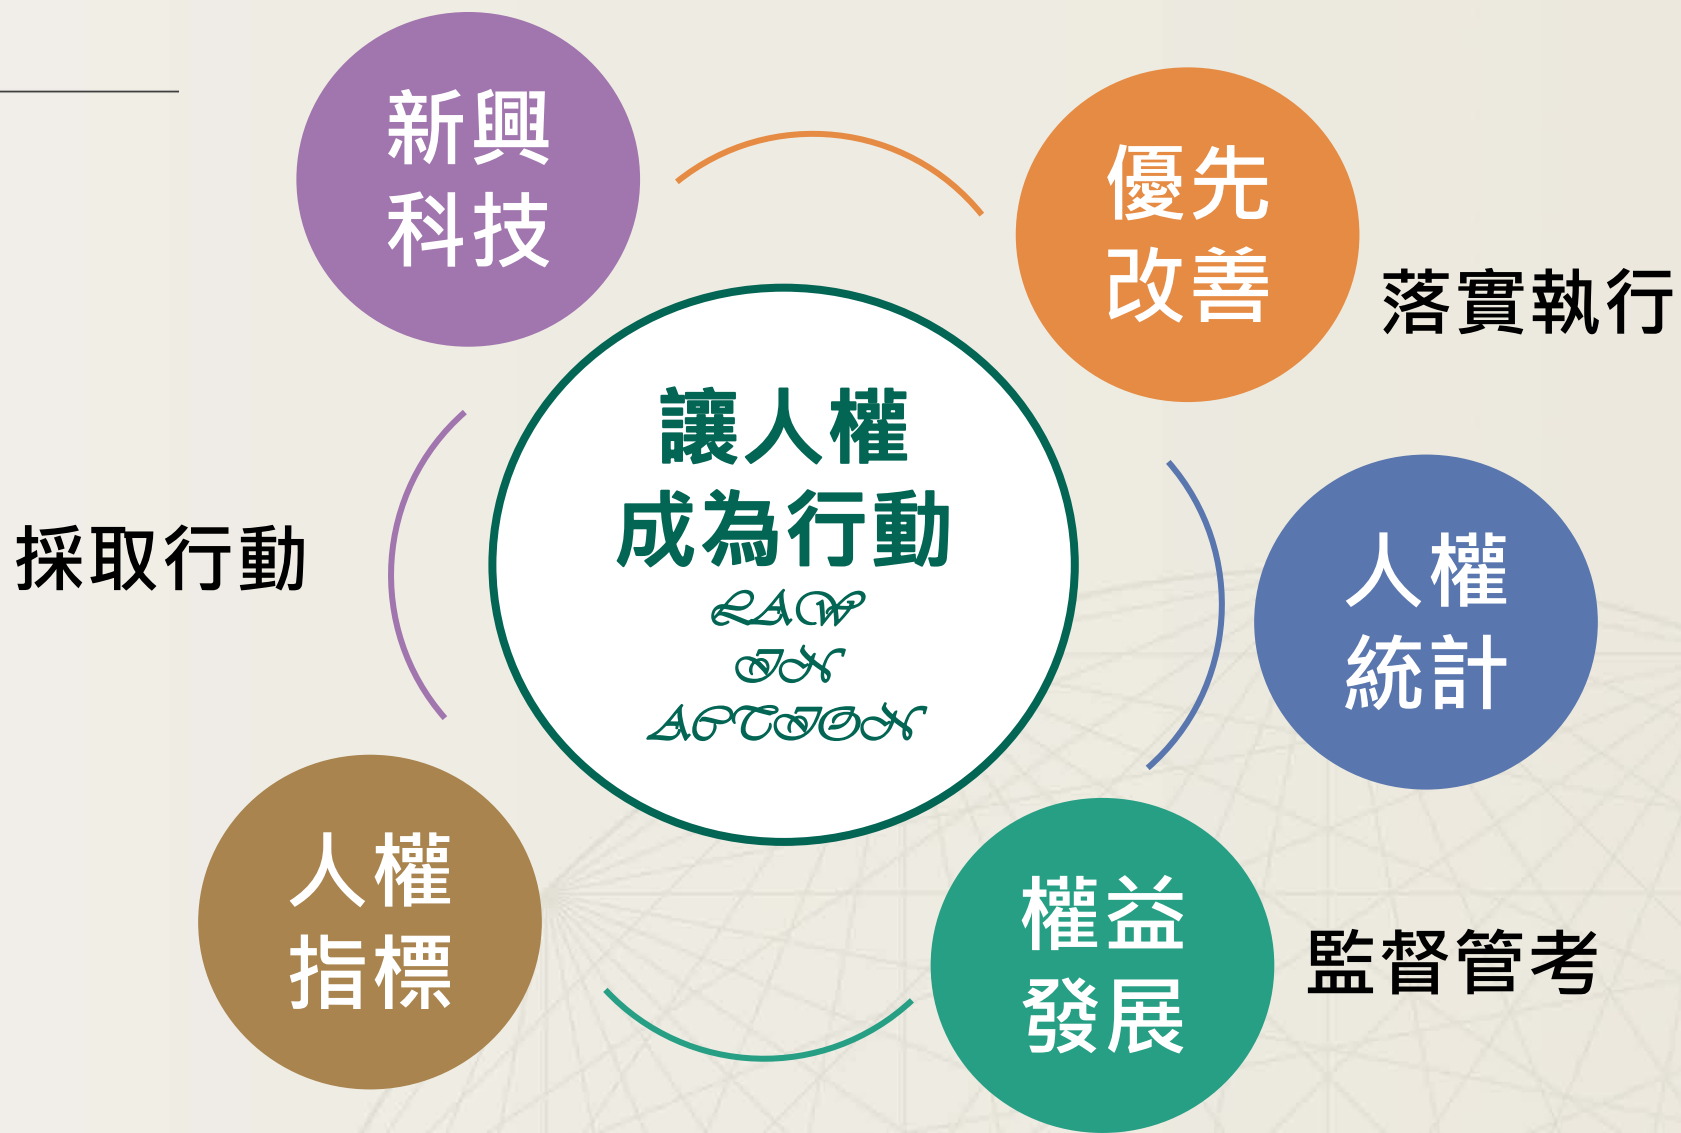 新興
科技
優先
改善
落實執行
讓人權
成為行動
LAW
IN
ACTION
採取行動
人權
統計
人權
指標
權益
發展
監督管考